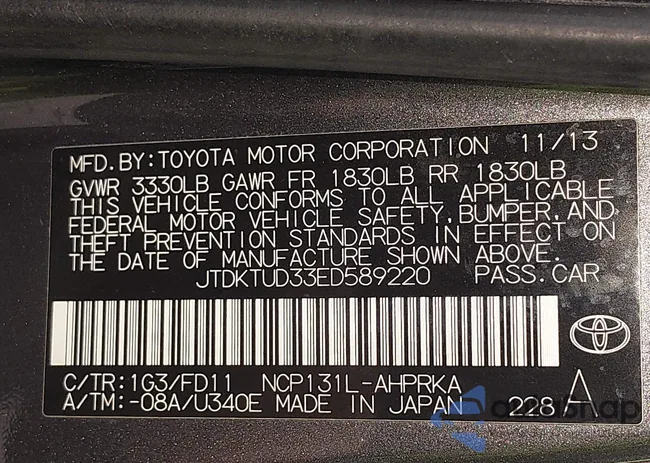 MFD. BY: TOYOTA MOTOR CORPORATION 11/13
GVWR 3330LB GAWR FR 1830LB RR 1830LB
THIS VEHICLE CONFORMS TO ALL APPLICABLE
FEDERAL MOTOR VEHICLE SAFETY, BUMPER, AND
THEFT PREVENTION STANDARDS IN EFFECT ON
THE DATE OF MANUFACTURE SHOWN ABOVE.
JTDKTUD33ED589220 PASS.CAR
C/TR:1G3/FD11 NCP131L-AHPRKA
A/TM:-08A/U340E MADE IN JAPAN 228 A